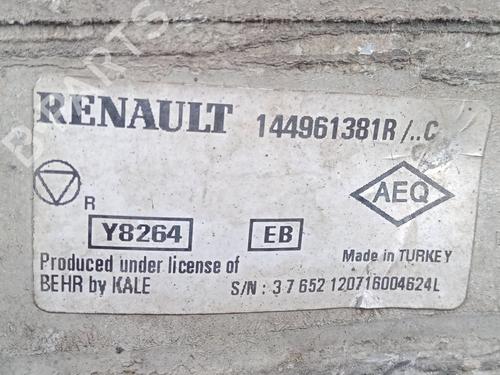 RENAULT 144961381R/..C
R
AEQ
Y8264 EB
Produced under license of Made in TURKEY
BEHR by KALE S/N : 3 7 652 120716004624L